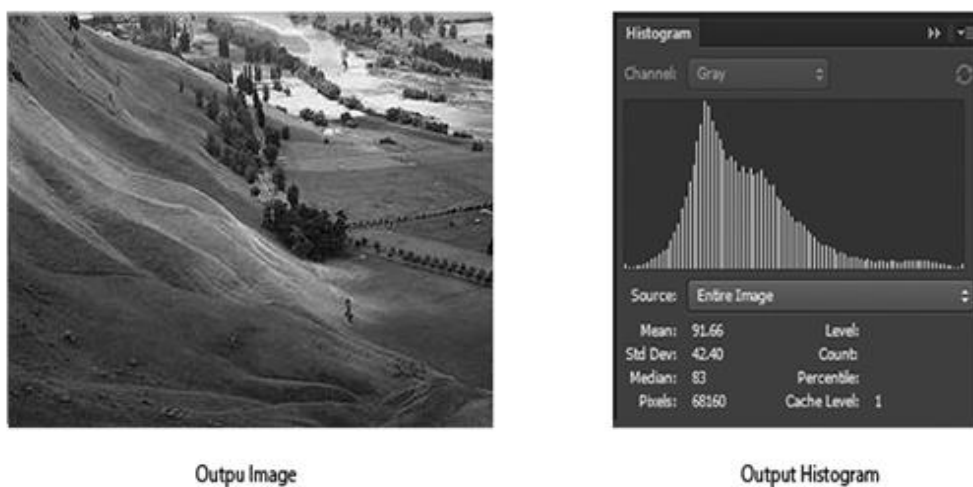 Histogram
Channel: Gray
Source: Entire Image
Mean: 91.66 Level:
Std Dev: 42.40 Count:
Median: 83 Percentile:
Pixels: 68160 Cache Level: 1
Outpu Image
Output Histogram